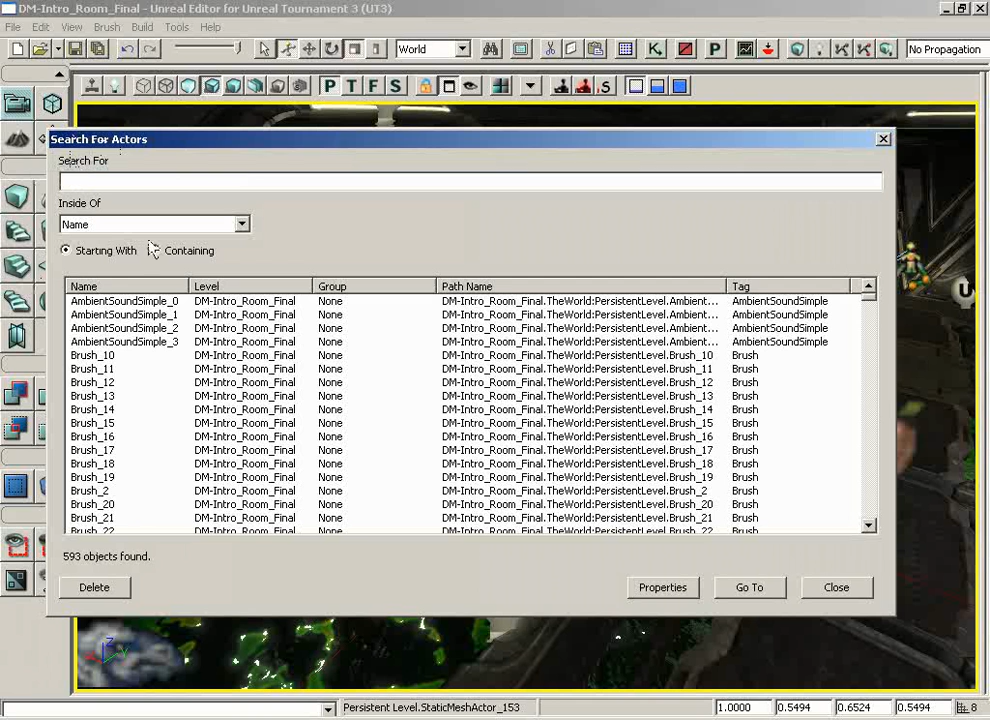 DM-Intro_Room_Final - Unreal Editor for Unreal Tournament 3 (UT3)
File Edit View Brush Build Tools Help
World
K P
No Propagation
P T F S
S
Search For Actors
Search For
Inside Of
Name
Starting With Containing
Name Level Group Path Name Tag
AmbientSoundSimple_0 DM-Intro_Room_Final None DM-Intro_Room_Final.TheWorld:PersistentLevel.Ambient... AmbientSoundSimple
AmbientSoundSimple_1 DM-Intro_Room_Final None DM-Intro_Room_Final.TheWorld:PersistentLevel.Ambient... AmbientSoundSimple
AmbientSoundSimple_2 DM-Intro_Room_Final None DM-Intro_Room_Final.TheWorld:PersistentLevel.Ambient... AmbientSoundSimple
AmbientSoundSimple_3 DM-Intro_Room_Final None DM-Intro_Room_Final.TheWorld:PersistentLevel.Ambient... AmbientSoundSimple
Brush_10 DM-Intro_Room_Final None DM-Intro_Room_Final.TheWorld:PersistentLevel.Brush_10 Brush
Brush_11 DM-Intro_Room_Final None DM-Intro_Room_Final.TheWorld:PersistentLevel.Brush_11 Brush
Brush_12 DM-Intro_Room_Final None DM-Intro_Room_Final.TheWorld:PersistentLevel.Brush_12 Brush
Brush_13 DM-Intro_Room_Final None DM-Intro_Room_Final.TheWorld:PersistentLevel.Brush_13 Brush
Brush_14 DM-Intro_Room_Final None DM-Intro_Room_Final.TheWorld:PersistentLevel.Brush_14 Brush
Brush_15 DM-Intro_Room_Final None DM-Intro_Room_Final.TheWorld:PersistentLevel.Brush_15 Brush
Brush_16 DM-Intro_Room_Final None DM-Intro_Room_Final.TheWorld:PersistentLevel.Brush_16 Brush
Brush_17 DM-Intro_Room_Final None DM-Intro_Room_Final.TheWorld:PersistentLevel.Brush_17 Brush
Brush_18 DM-Intro_Room_Final None DM-Intro_Room_Final.TheWorld:PersistentLevel.Brush_18 Brush
Brush_19 DM-Intro_Room_Final None DM-Intro_Room_Final.TheWorld:PersistentLevel.Brush_19 Brush
Brush_2 DM-Intro_Room_Final None DM-Intro_Room_Final.TheWorld:PersistentLevel.Brush_2 Brush
Brush_20 DM-Intro_Room_Final None DM-Intro_Room_Final.TheWorld:PersistentLevel.Brush_20 Brush
Brush_21 DM-Intro_Room_Final None DM-Intro_Room_Final.TheWorld:PersistentLevel.Brush_21 Brush
Brush_22 DM-Intro_Room_Final None DM-Intro_Room_Final.TheWorld:PersistentLevel.Brush_22 Brush
593 objects found.
Delete Properties Go To Close
Z
Y
Persistent Level.StaticMeshActor_153 1.0000 0.5494 0.6524 0.5494 8